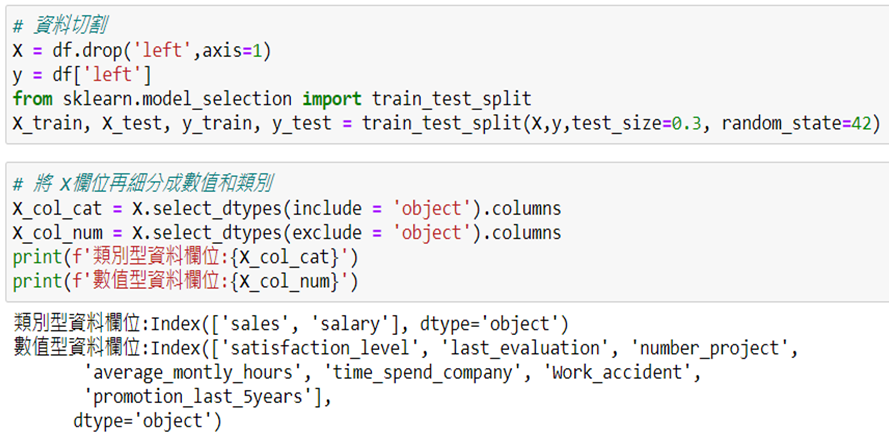 # 資料切割
X = df.drop('left',axis=1)
y = df['left']
from sklearn.model_selection import train_test_split
X_train, X_test, y_train, y_test = train_test_split(X,y,test_size=0.3, random_state=42)
# 將 X欄位再細分成數值和類別
X_col_cat = X.select_dtypes(include = 'object').columns
X_col_num = X.select_dtypes(exclude = 'object').columns
print(f'類別型資料欄位:{X_col_cat}')
print(f'數值型資料欄位:{X_col_num}')
類別型資料欄位:Index(['sales', 'salary'], dtype='object')
數值型資料欄位:Index(['satisfaction_level', 'last_evaluation', 'number_project',
'average_montly_hours', 'time_spend_company', 'Work_accident',
'promotion_last_5years'],
dtype='object')